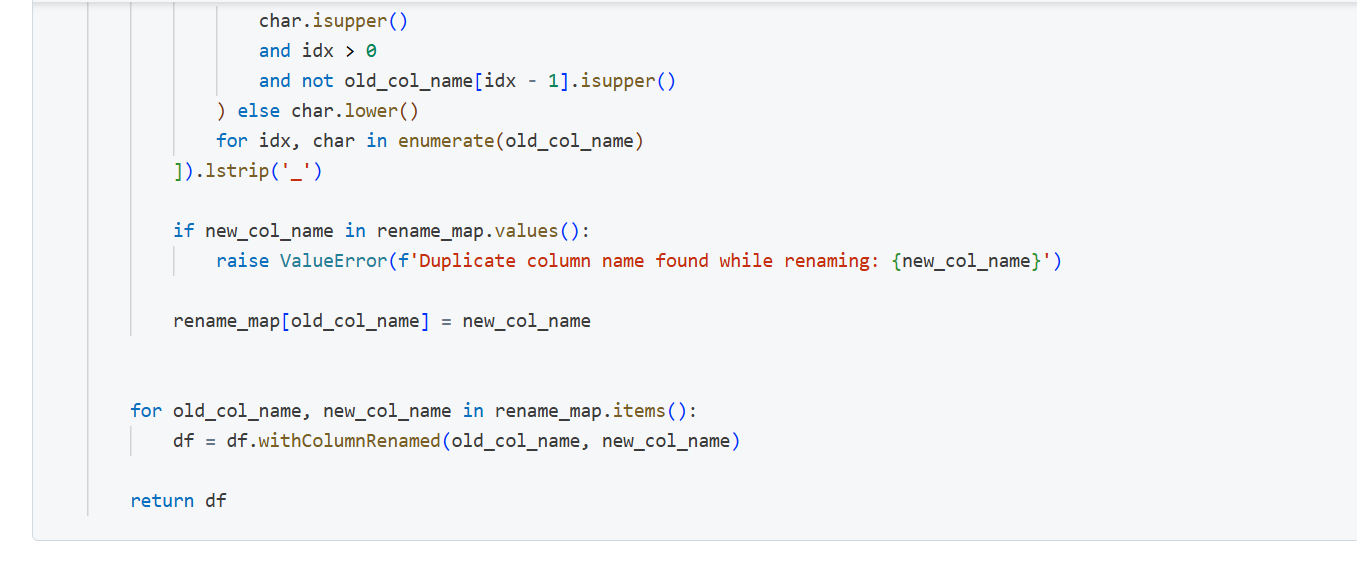 char.isupper()
and idx > 0
and not old_col_name[idx - 1].isupper()
) else char.lower()
for idx, char in enumerate(old_col_name)
]).lstrip('_')
if new_col_name in rename_map.values():
raise ValueError(f'Duplicate column name found while renaming: {new_col_name}')
rename_map[old_col_name] = new_col_name
for old_col_name, new_col_name in rename_map.items():
df = df.withColumnRenamed(old_col_name, new_col_name)
return df